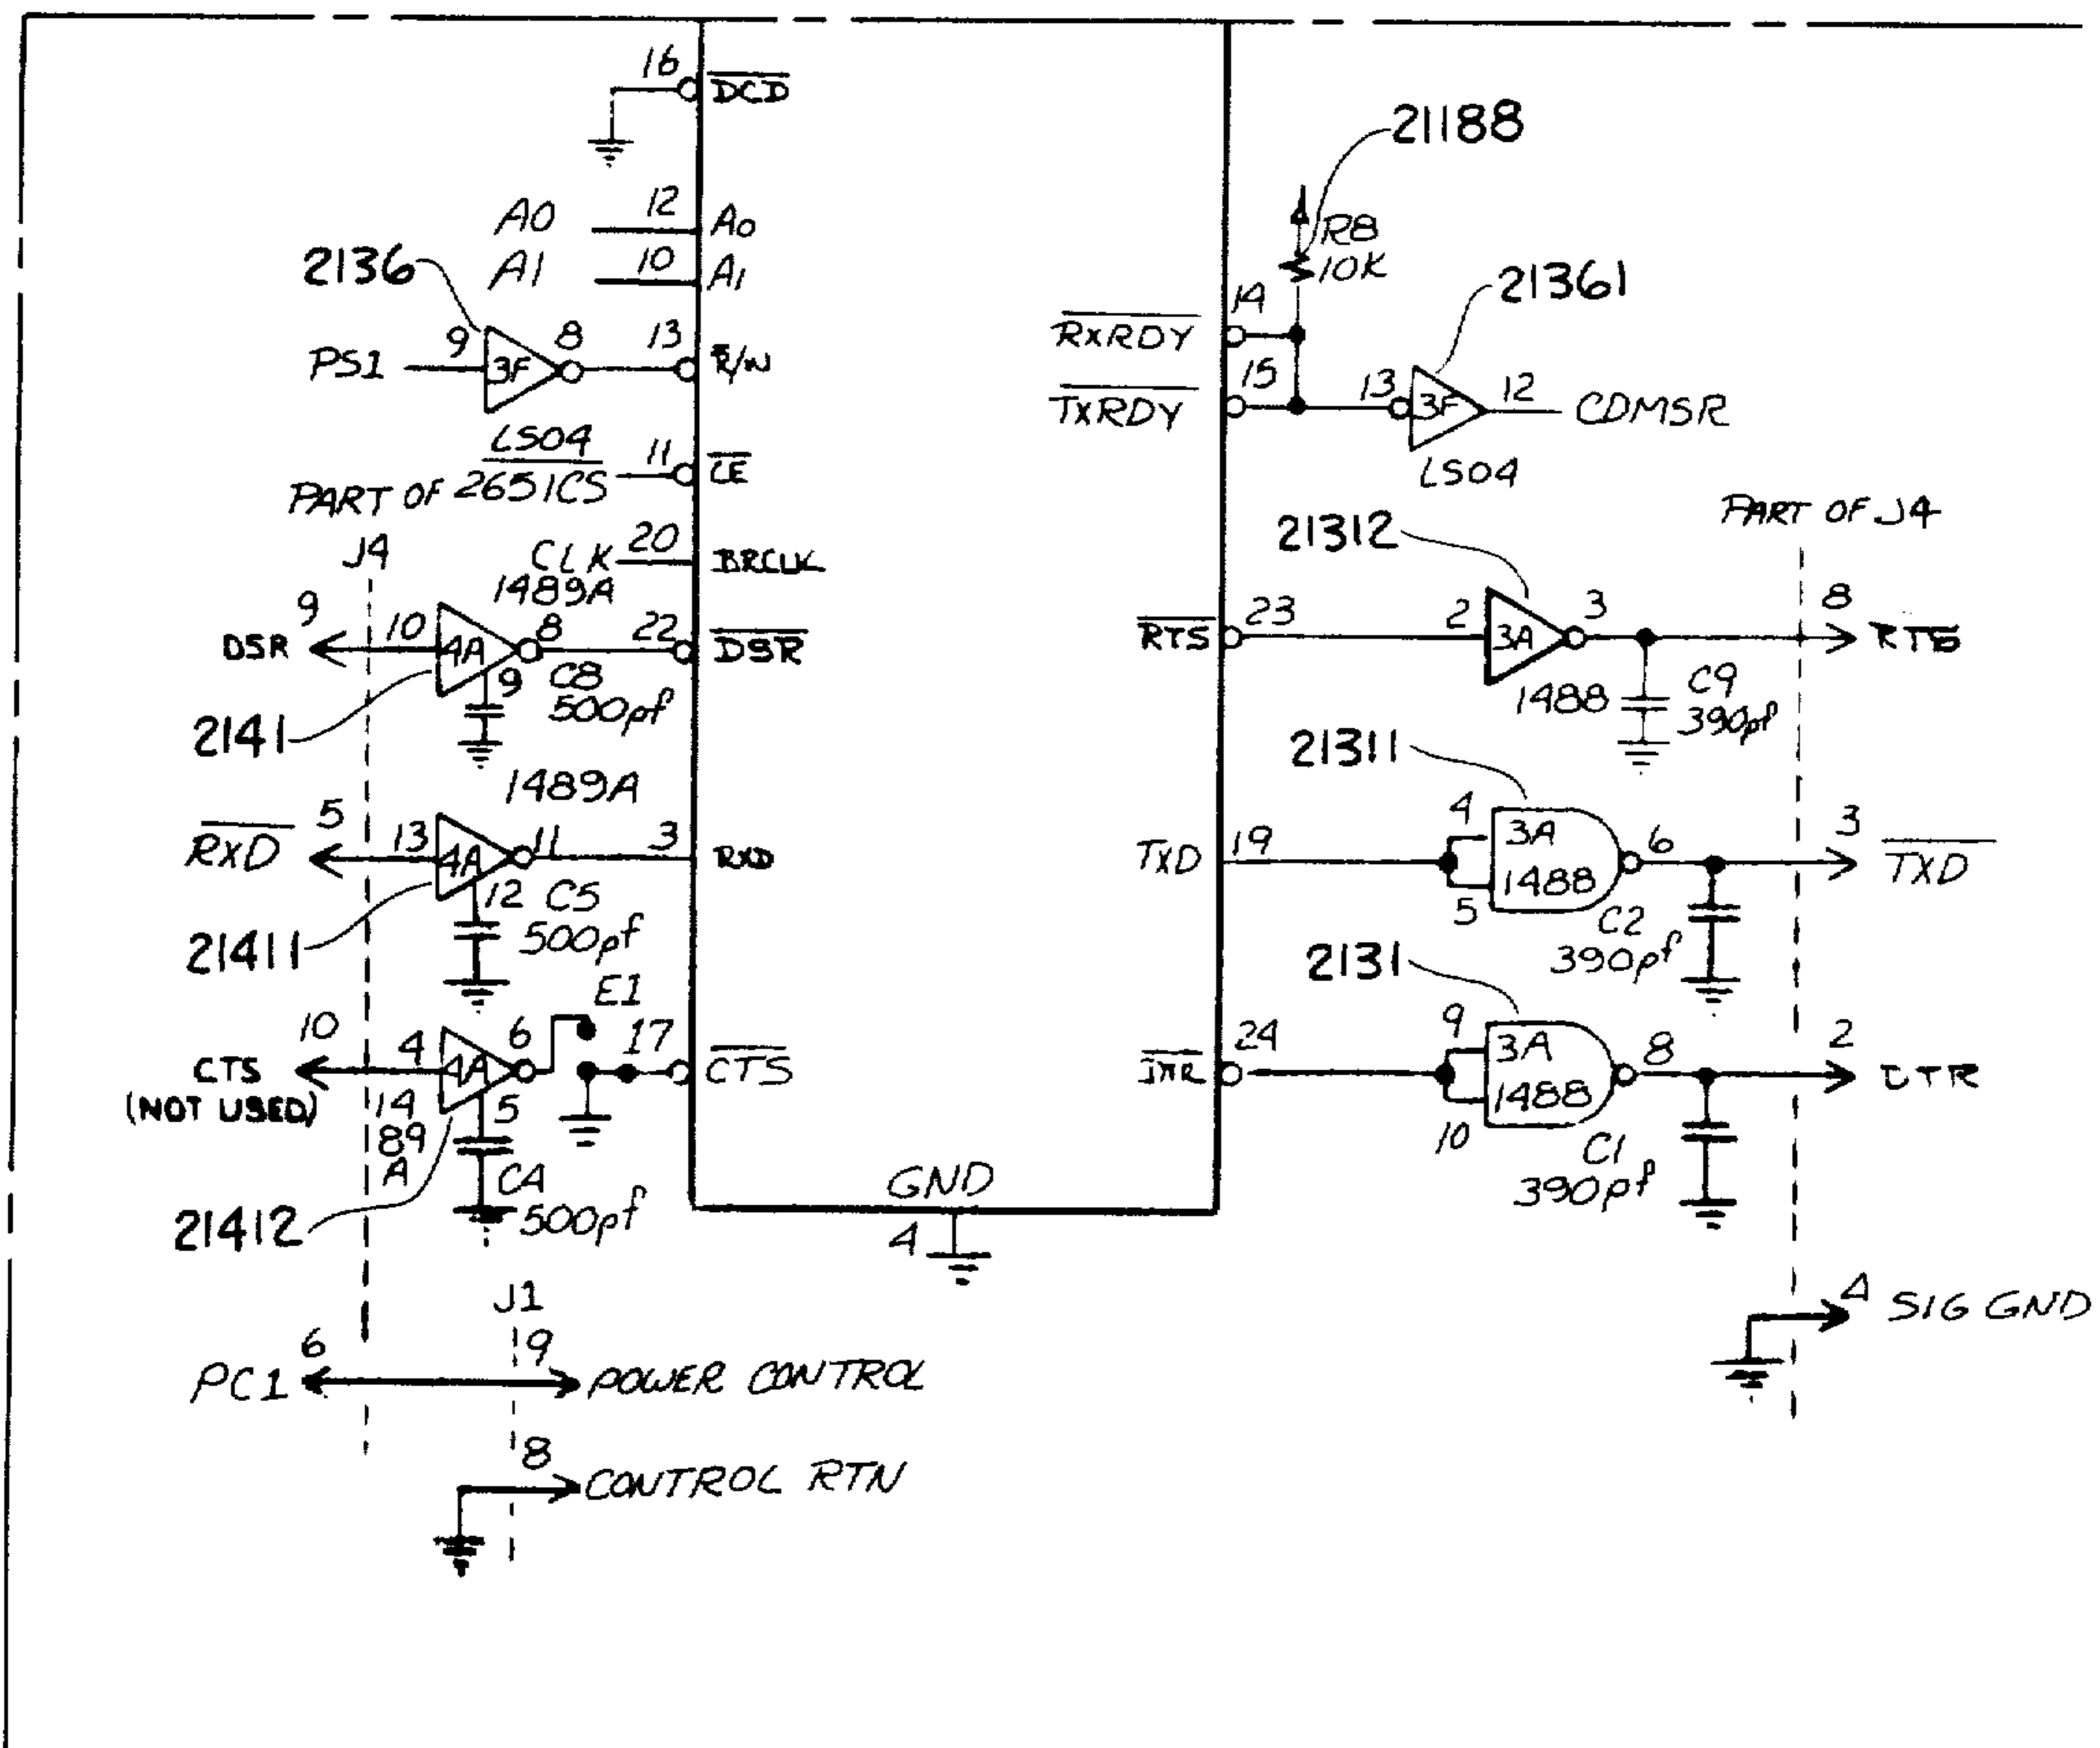 16 DCD
21188
12
A0 A0
10
A1 A1
R8
10K
2136
21361
9 8 13
PS1 3F R/W
14
RXRDY
15
TXRDY
13 3F 12 CDMSR
LS04
LS04
11 CE
PART OF 2651CS
J4
CLK 20 BRCLK
21312
PART OF J4
1489A
9
DSR 10 4A 8 22 DSR
9 C8
500pf
2141
RTS 23 2 3A 3 8 RTS
1488 C9
390pf
21311
1489A
5
RXD 13 4A 11 3 RXD
12 C5
500pf
21411
4
3A
TXD 19 6 3 TXD
1488
5 C2
390pf
2131
E1
10
CTS 4 4A 6 17 CTS
(NOT USED)
14
89
A
5
C4
500pf
21412
9
24 3A 8 2 DTR
1488
10 C1
390pf
GND
4
J1
4 SIG GND
6 9
PC1 POWER CONTROL
8
CONTROL RTN